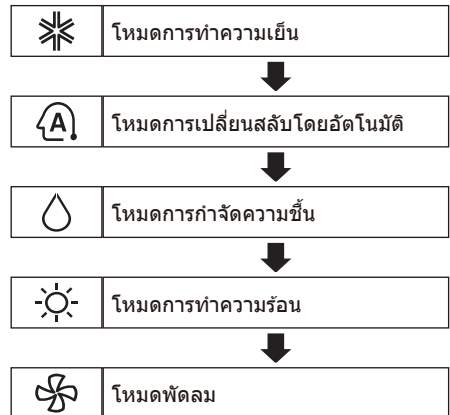 โหมดการทำความเย็น
A
โหมดการเปลี่ยนสลับโดยอัตโนมัติ
โหมดการกำจัดความชื้น
โหมดการทำความร้อน
โหมดพัดลม